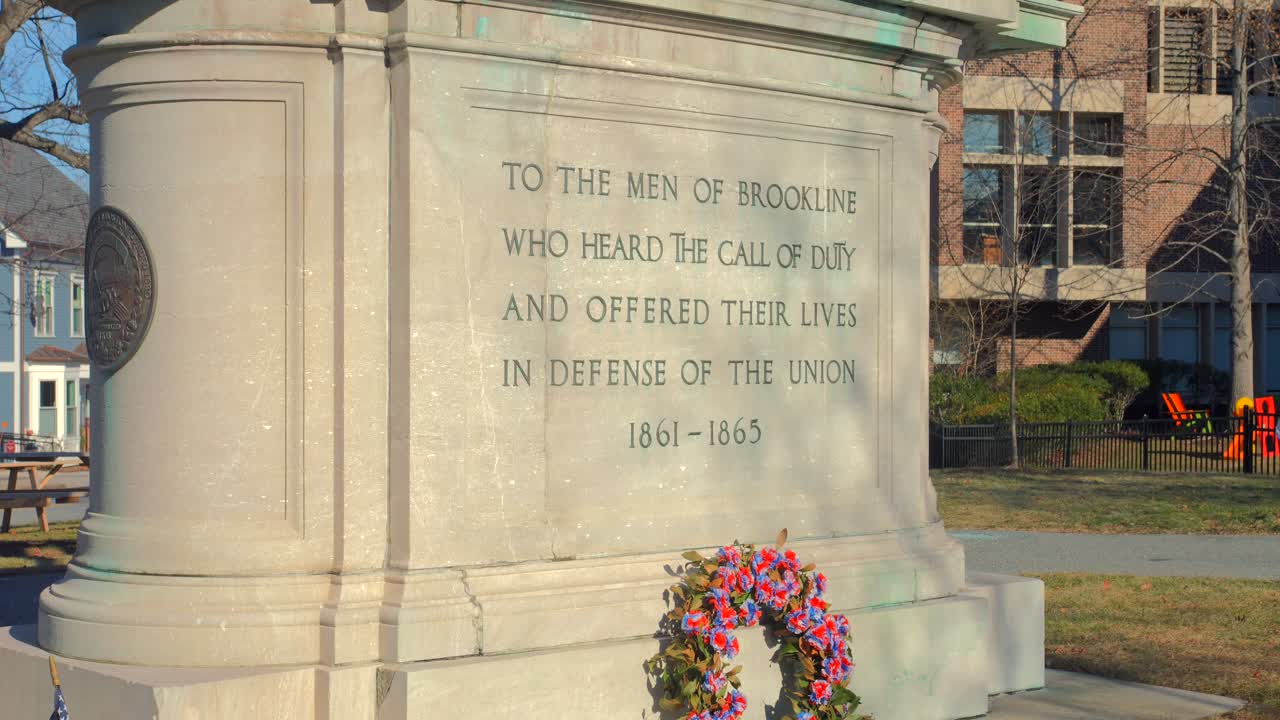 TO THE MEN OF BROOKLINE
WHO HEARD THE CALL OF DUTY
AND OFFERED THEIR LIVES
IN DEFENSE OF THE UNION
1861–1865